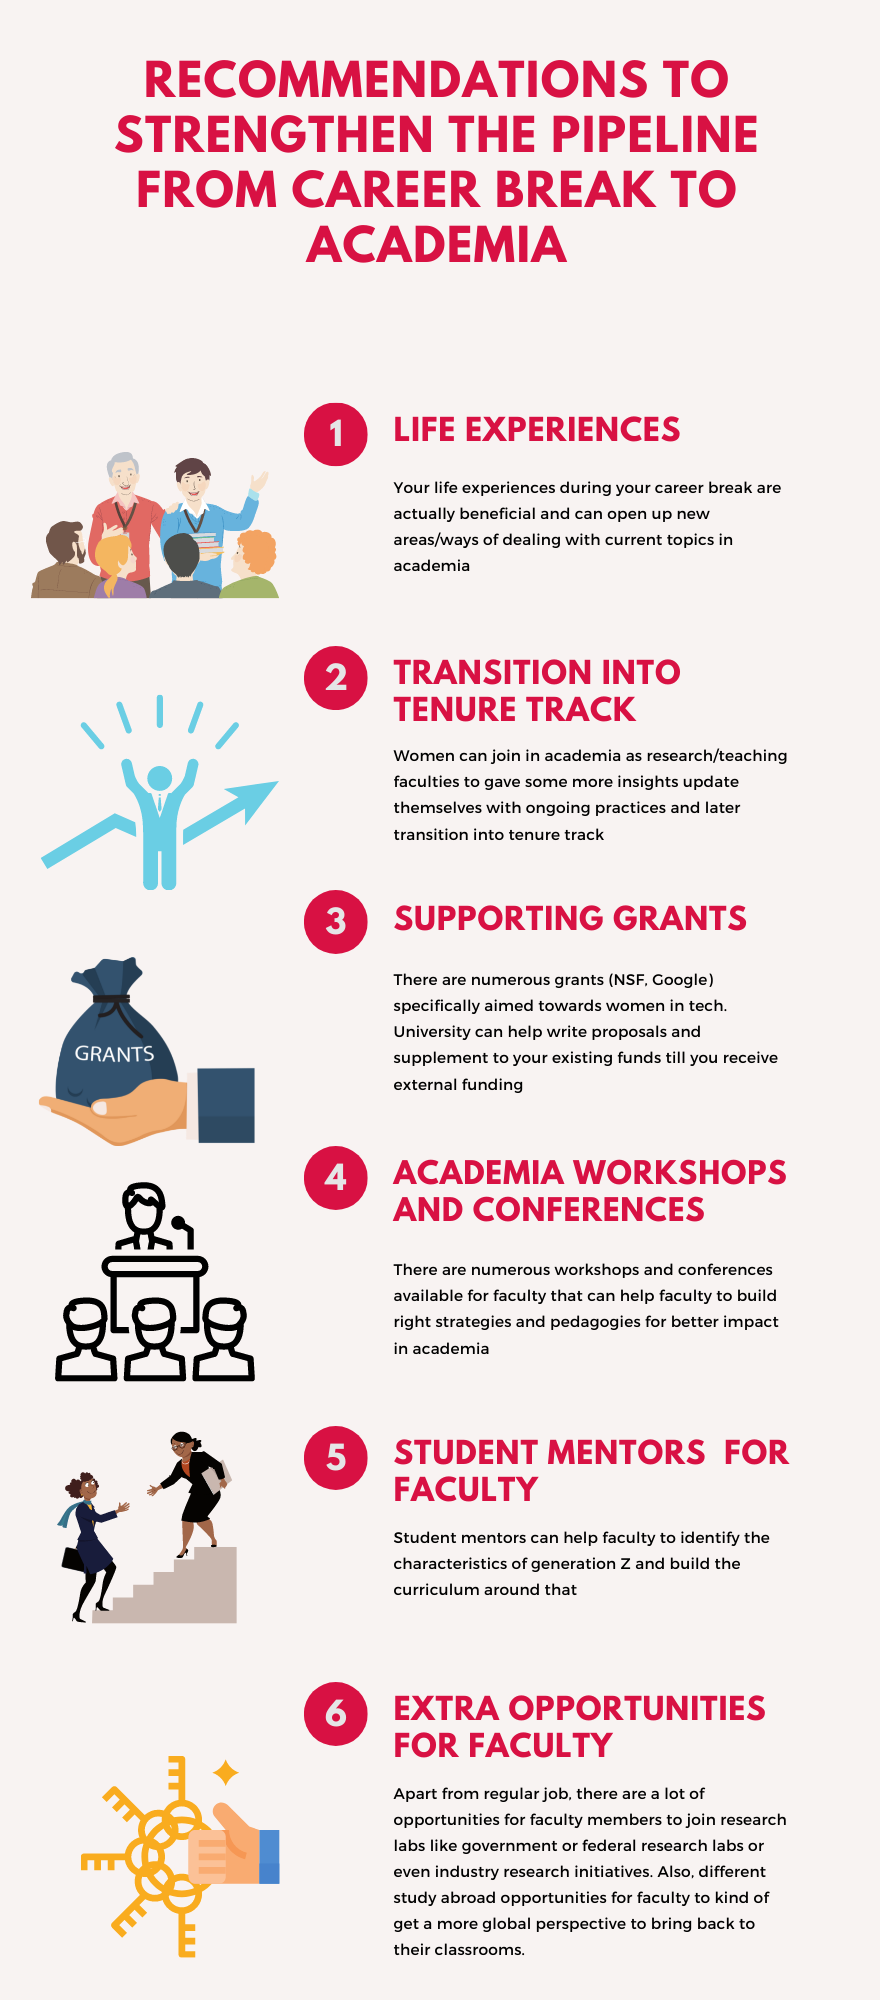 RECOMMENDATIONS TO
STRENGTHEN THE PIPELINE
FROM CAREER BREAK TO
ACADEMIA
1
LIFE EXPERIENCES
Your life experiences during your career break are
actually beneficial and can open up new
areas/ways of dealing with current topics in
academia
2
TRANSITION INTO
TENURE TRACK
Women can join in academia as research/teaching
faculties to gave some more insights update
themselves with ongoing practices and later
transition into tenure track
3
SUPPORTING GRANTS
GRANTS
There are numerous grants (NSF, Google)
specifically aimed towards women in tech.
University can help write proposals and
supplement to your existing funds till you receive
external funding
4
ACADEMIA WORKSHOPS
AND CONFERENCES
There are numerous workshops and conferences
available for faculty that can help faculty to build
right strategies and pedagogies for better impact
in academia
5
STUDENT MENTORS  FOR
FACULTY
Student mentors can help faculty to identify the
characteristics of generation Z and build the
curriculum around that
6
EXTRA OPPORTUNITIES
FOR FACULTY
Apart from regular job, there are a lot of
opportunities for faculty members to join research
labs like government or federal research labs or
even industry research initiatives. Also, different
study abroad opportunities for faculty to kind of
get a more global perspective to bring back to
their classrooms.